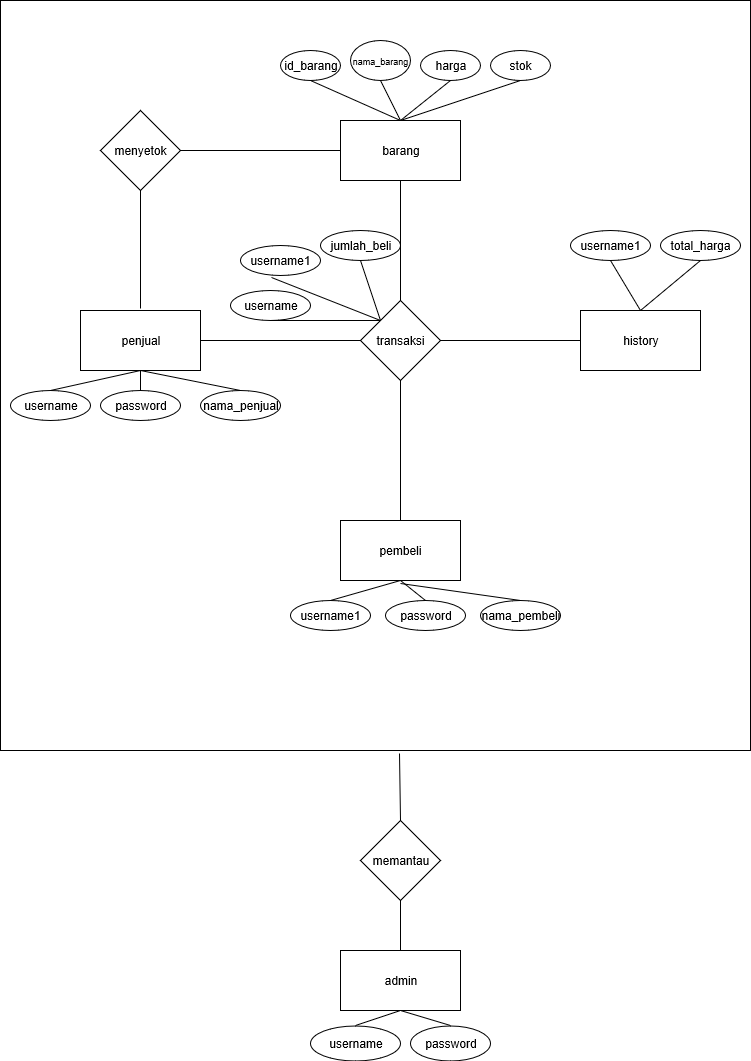 id_barang
nama_barang
harga
stok
menyetok
barang
username1
jumlah_beli
username1
total_harga
username
penjual
transaksi
history
username
password
nama_penjual
pembeli
username1
password
nama_pembeli
memantau
admin
username
password